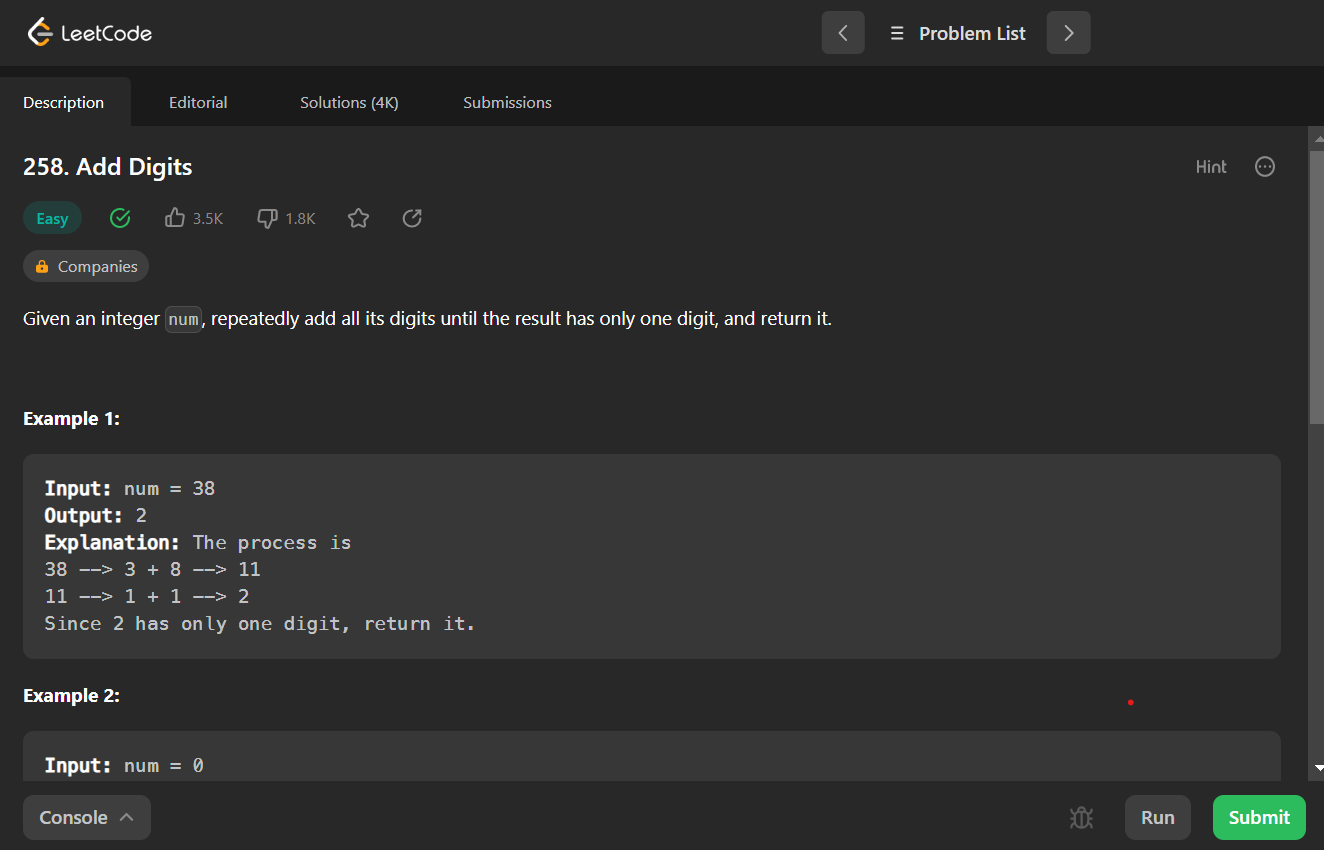 LeetCode
Problem List
Description Editorial Solutions (4K) Submissions
258. Add Digits
Hint
Easy 3.5K 1.8K
Companies
Given an integer num, repeatedly add all its digits until the result has only one digit, and return it.
Example 1:
Input: num = 38
Output: 2
Explanation: The process is
38 --> 3 + 8 --> 11
11 --> 1 + 1 --> 2
Since 2 has only one digit, return it.
Example 2:
Input: num = 0
Console Run Submit